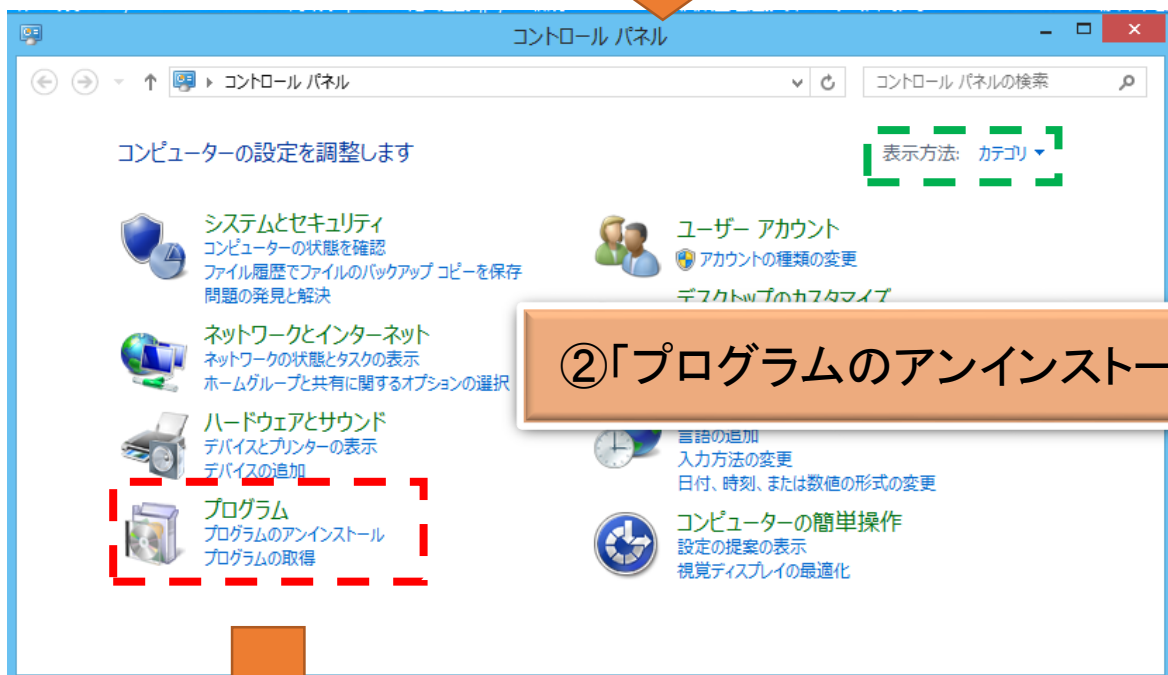 コントロール パネル
コントロール パネル
コントロール パネルの検索
コンピューターの設定を調整します
表示方法: カテゴリ
システムとセキュリティ
コンピューターの状態を確認
ファイル履歴でファイルのバックアップ コピーを保存
問題の発見と解決
ネットワークとインターネット
ネットワークの状態とタスクの表示
ホームグループと共有に関するオプションの選択
ハードウェアとサウンド
デバイスとプリンターの表示
デバイスの追加
プログラム
プログラムのアンインストール
プログラムの取得
ユーザー アカウント
アカウントの種類の変更
デスクトップのカスタマイズ
②「プログラムのアンインストー
言語の追加
入力方法の変更
日付、時刻、または数値の形式の変更
コンピューターの簡単操作
設定の提案の表示
視覚ディスプレイの最適化